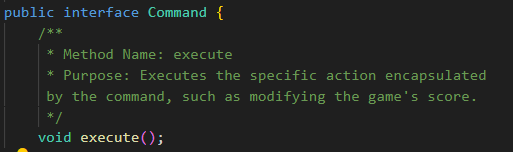 public interface Command {
/**
* Method Name: execute
* Purpose: Executes the specific action encapsulated
by the command, such as modifying the game's score.
*/
void execute();